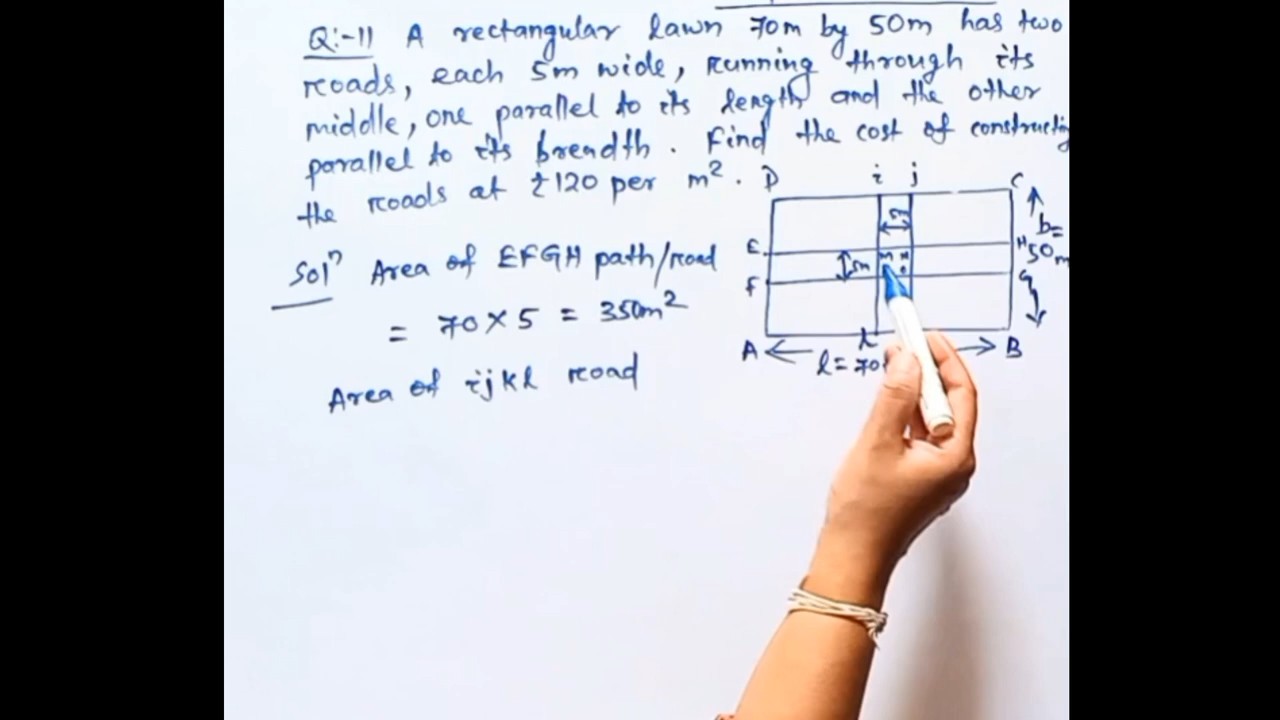 Q:-11 A rectangular lawn 70m by 50m has two
roads, each 5m wide, running through its
middle, one parallel to its length and the other
parallel to its breadth. Find the cost of constructing
the roads at ₹120 per m².
D i j C
5m
b=
50m
E H
5m
m n
F G
A l B
l=70
Solⁿ Area of EFGH path/road
= 70×5 = 350m²
Area of ijkl road